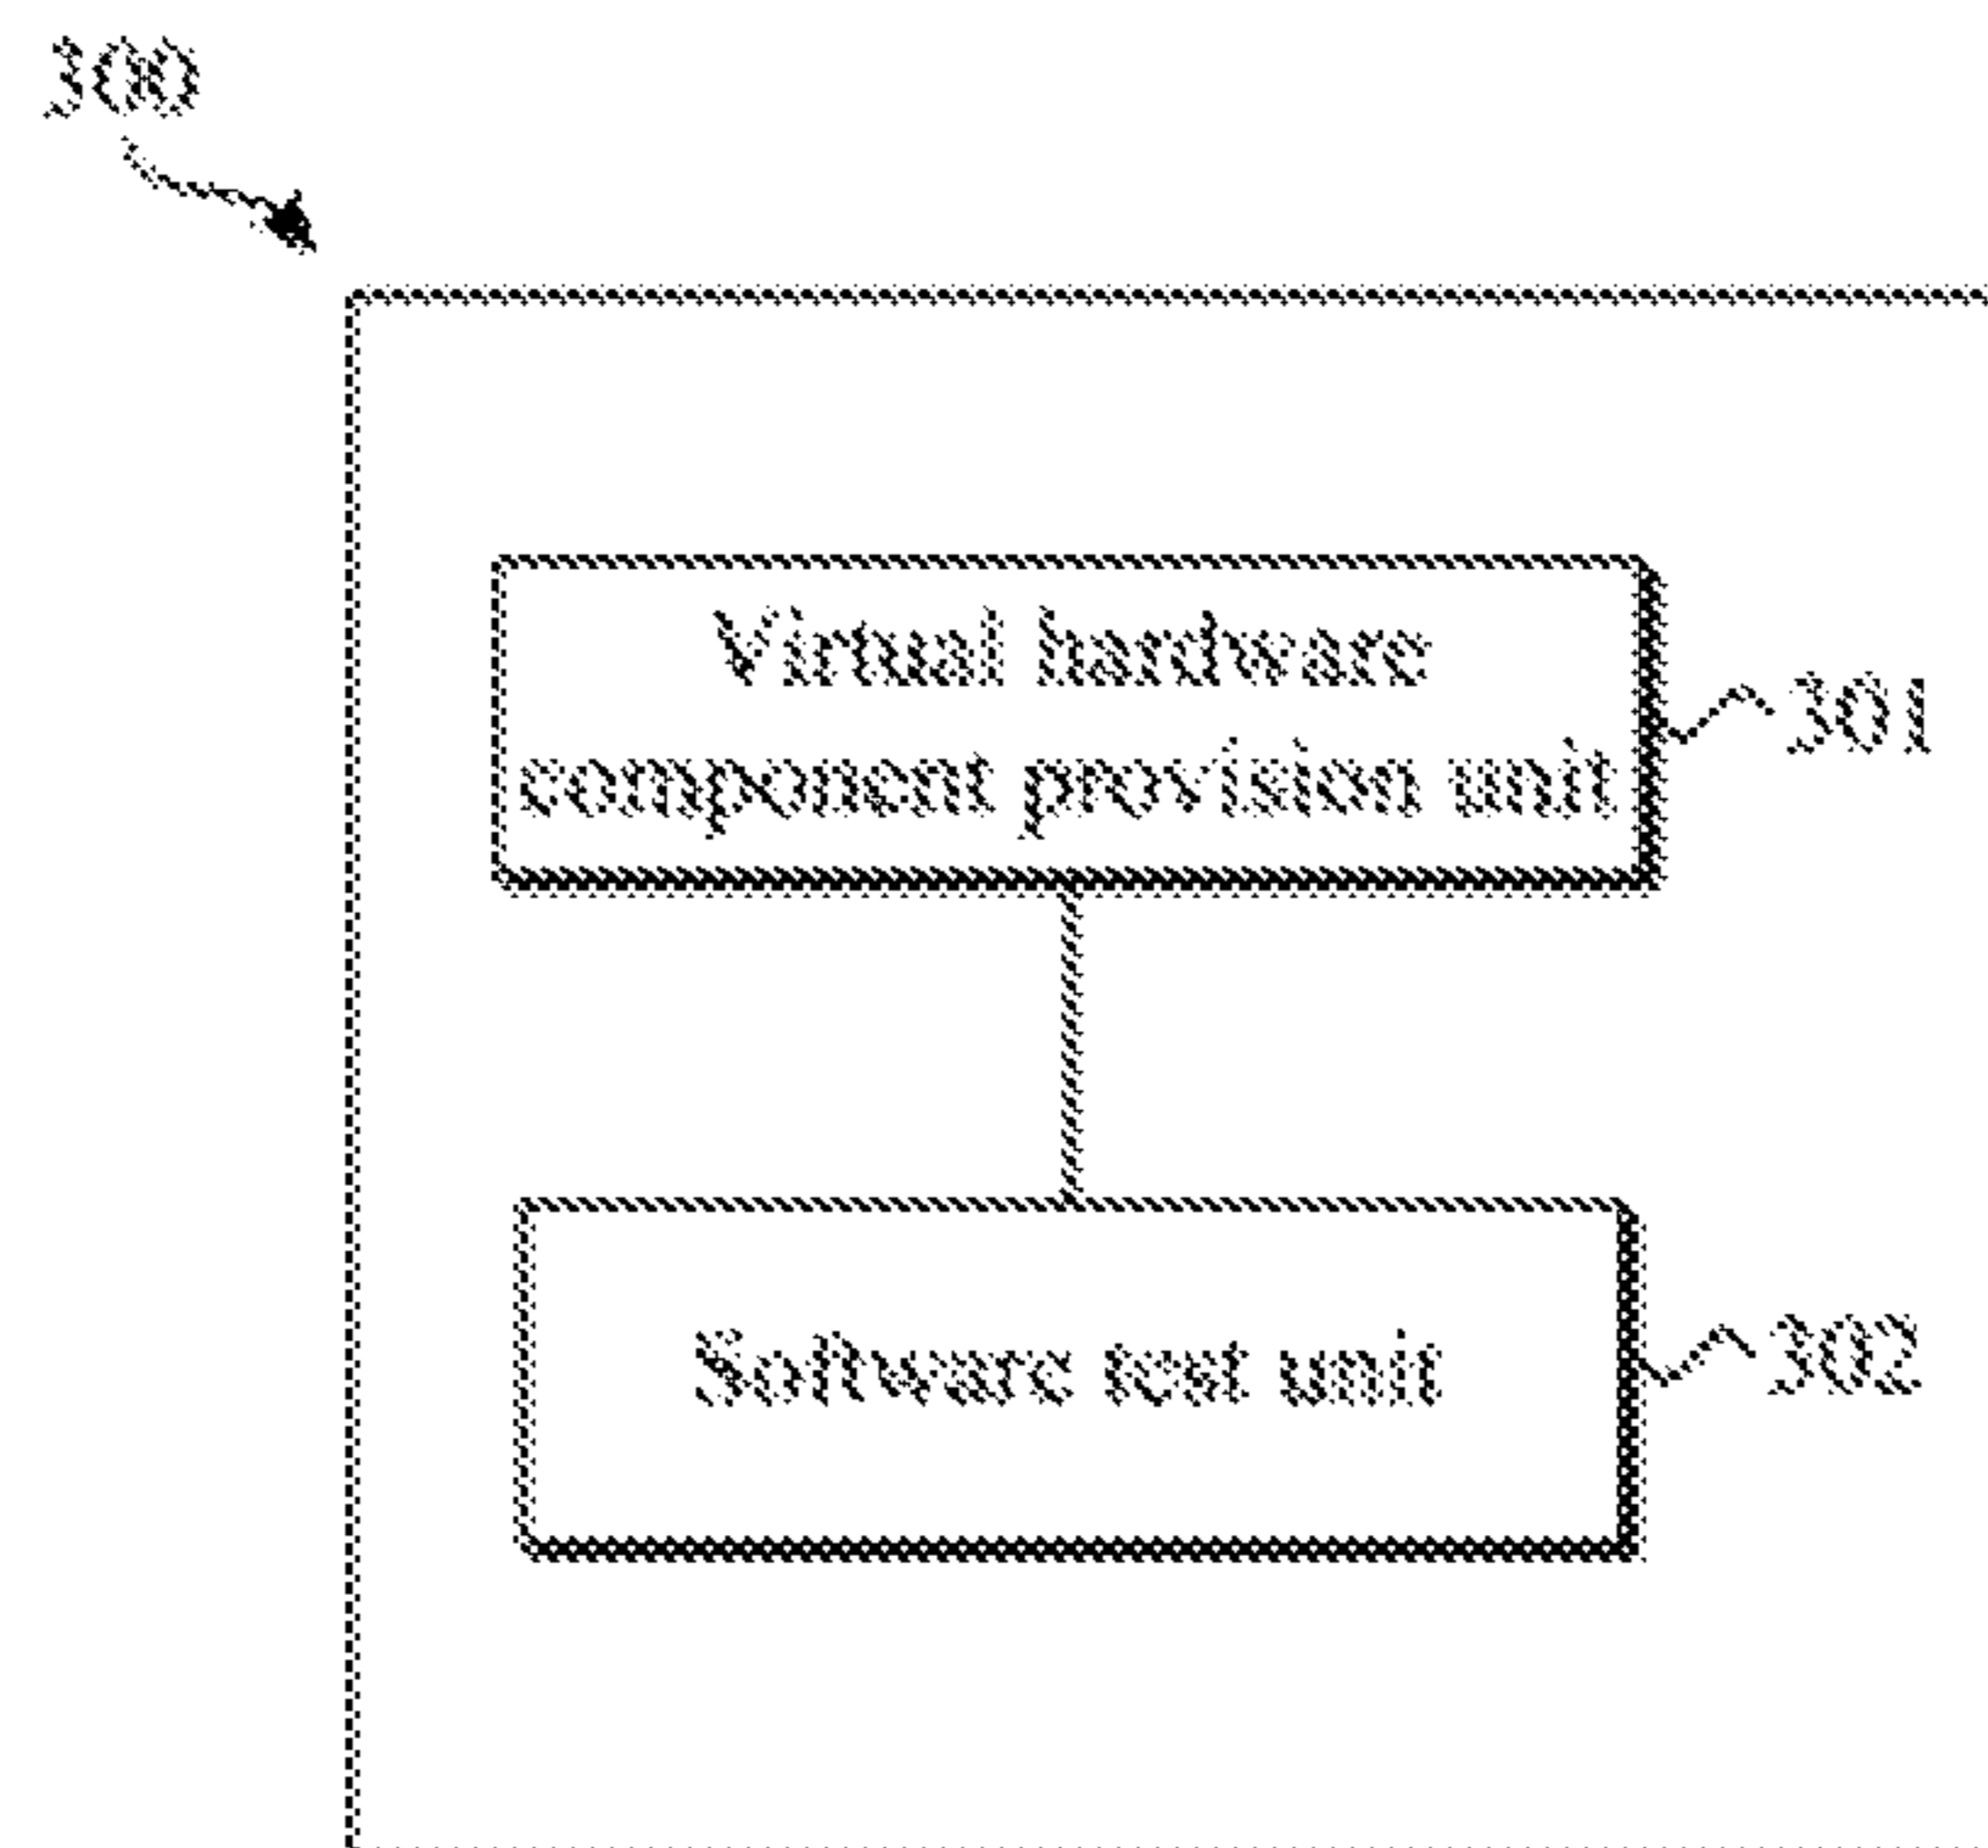 300
Virtual hardware
component provision unit
301
Software test unit
302